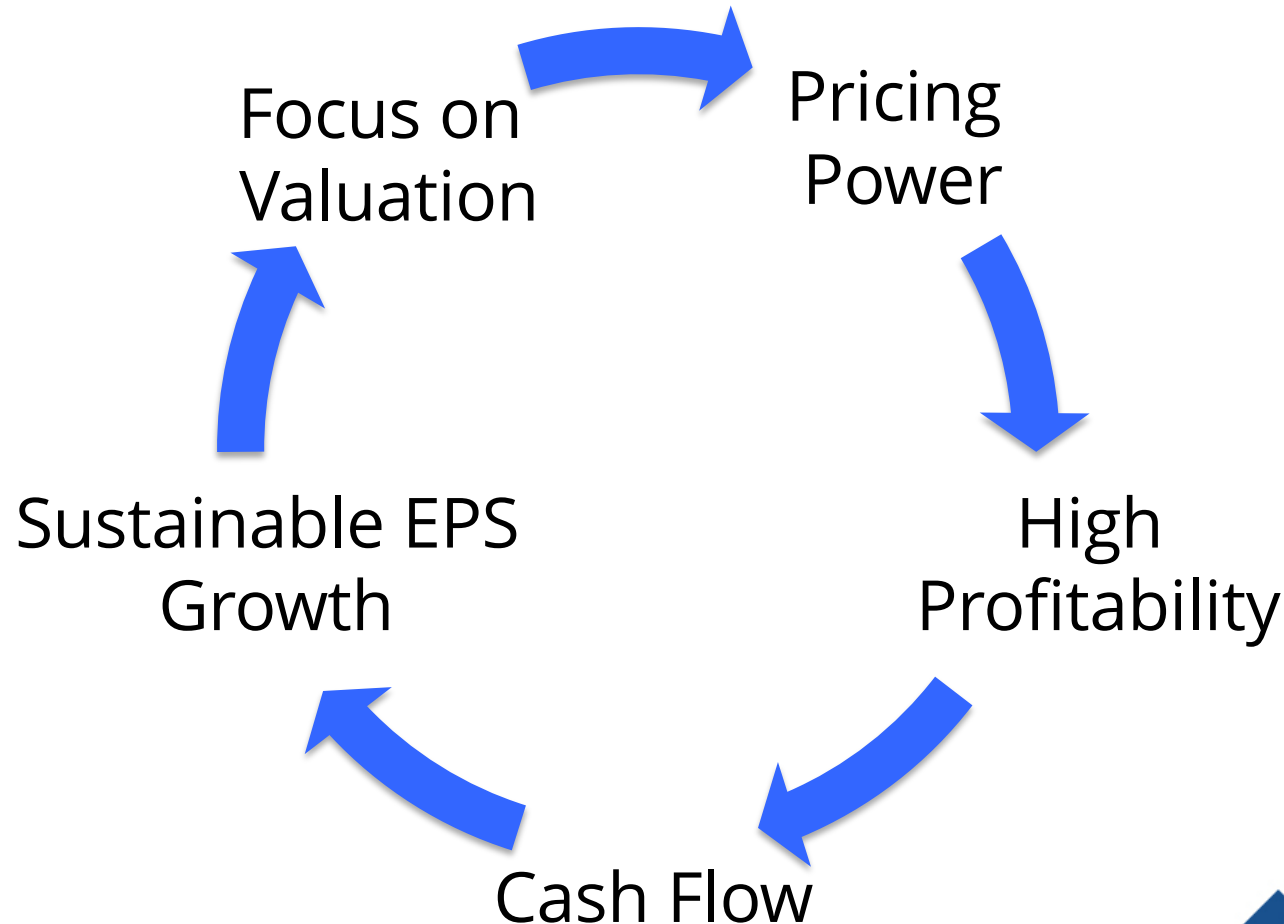 Focus on
Valuation
Pricing
Power
High
Profitability
Cash Flow
Sustainable EPS
Growth